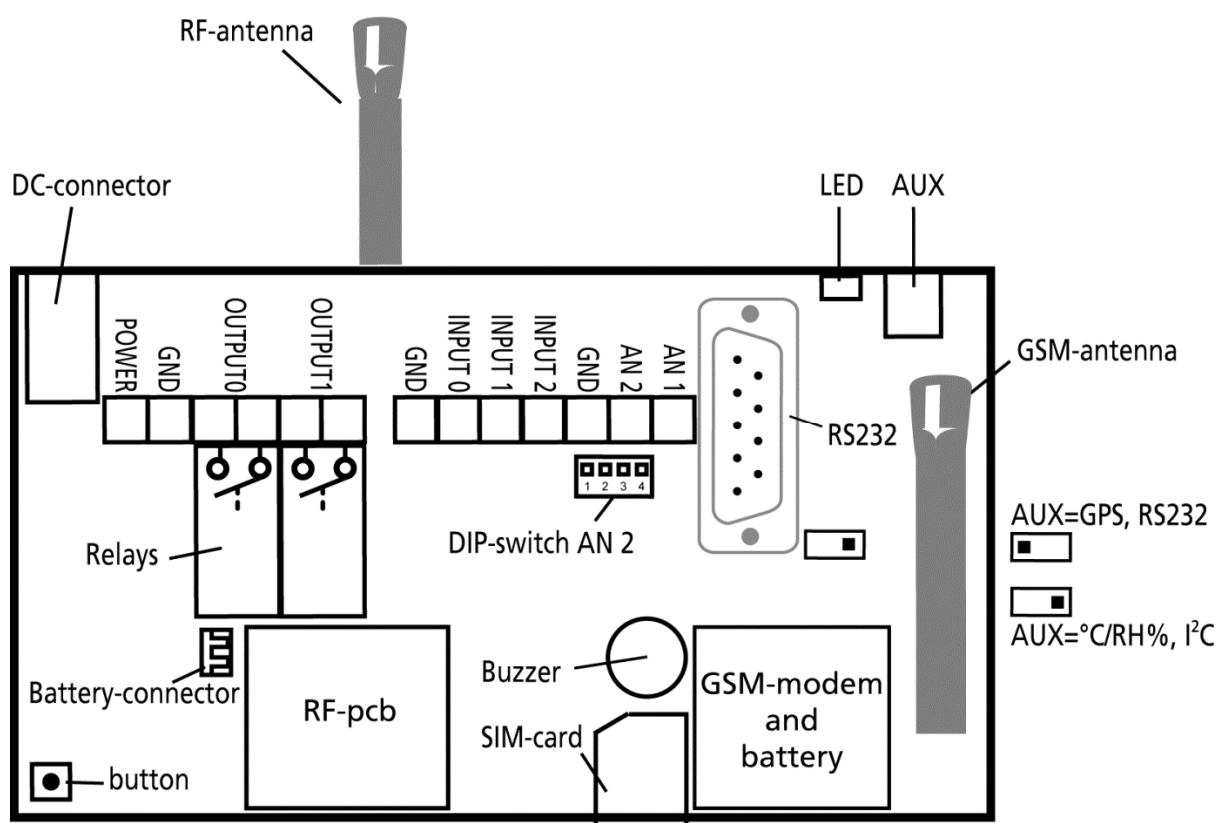 RF-antenna
DC-connector
LED
AUX
POWER
GND
OUTPUT0
OUTPUT1
GND
INPUT 0
INPUT 1
INPUT 2
GND
AN 2
AN 1
GSM-antenna
RS232
1 2 3 4
DIP-switch AN 2
AUX=GPS, RS232
Relays
AUX=°C/RH%, I²C
Battery-connector
RF-pcb
Buzzer
GSM-modem
and
battery
SIM-card
button